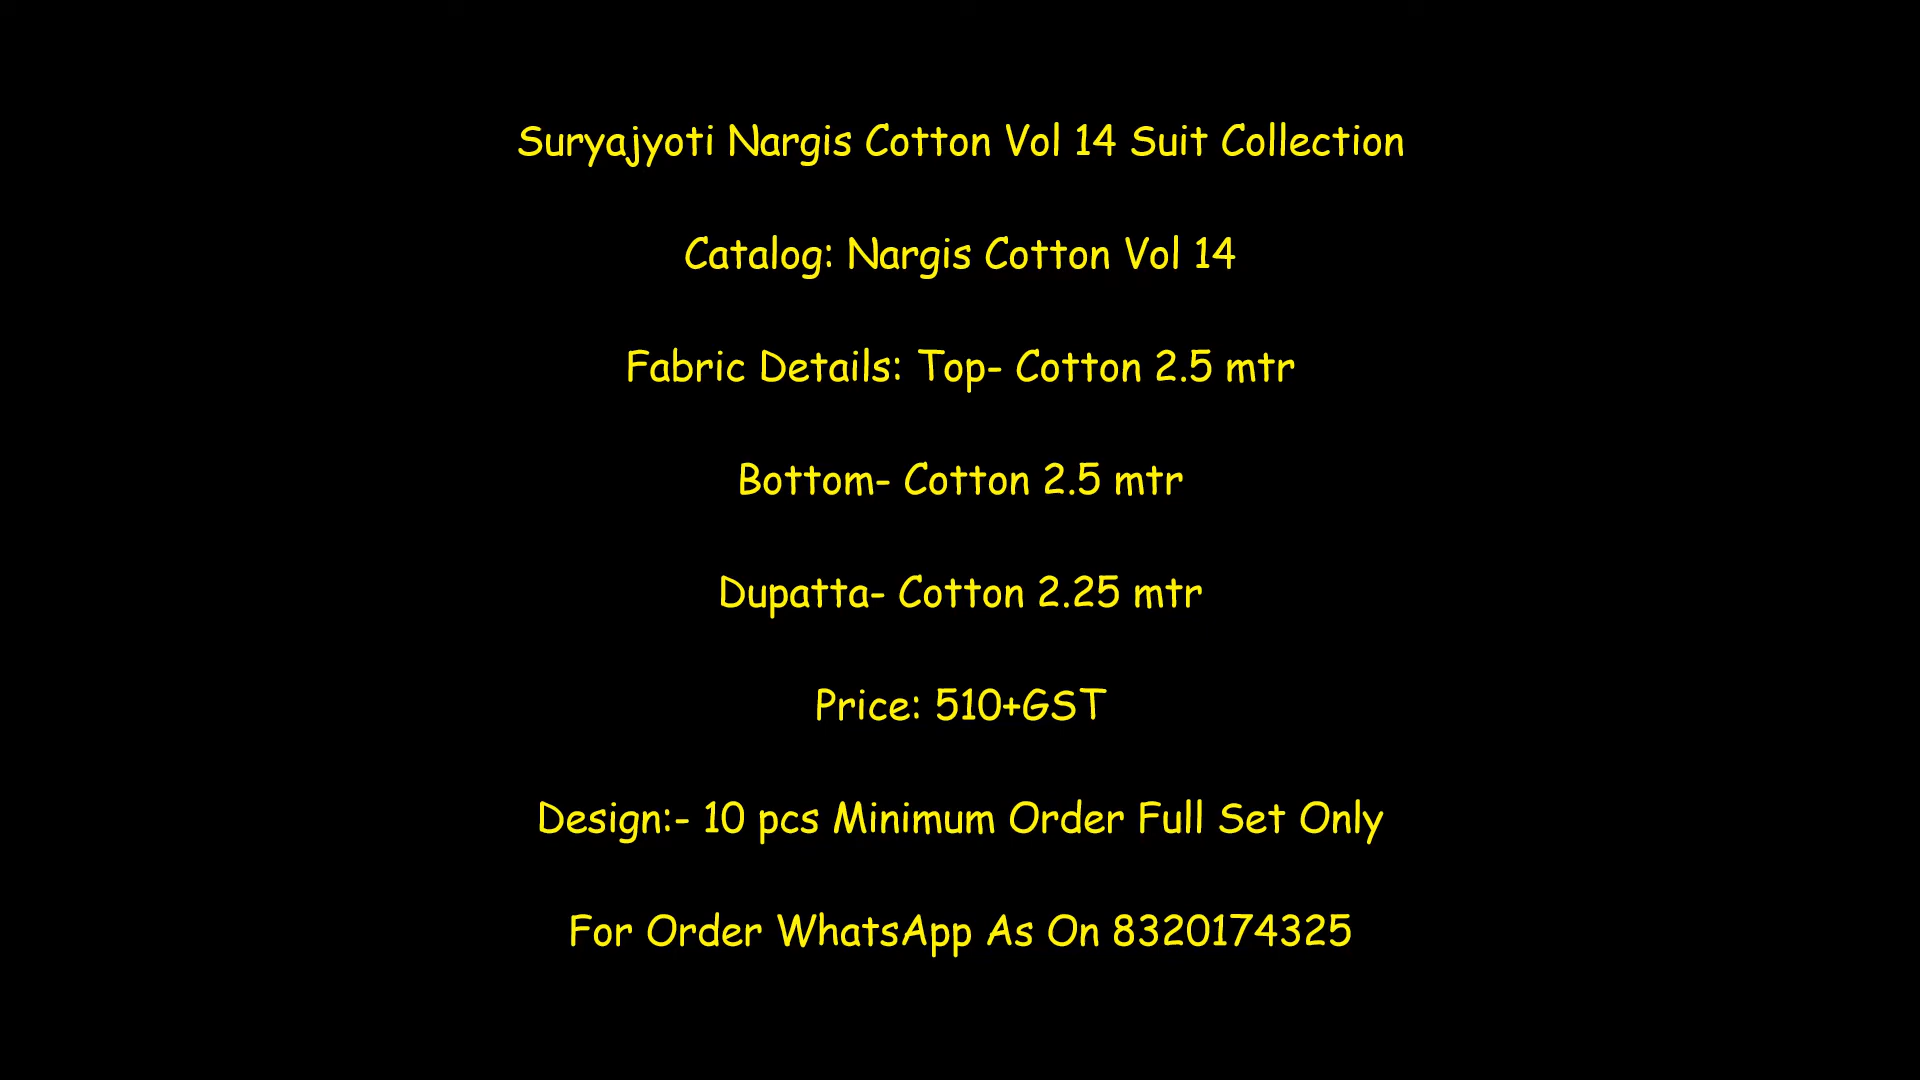 Suryajyoti Nargis Cotton Vol 14 Suit Collection
Catalog: Nargis Cotton Vol 14
Fabric Details: Top- Cotton 2.5 mtr
Bottom- Cotton 2.5 mtr
Dupatta- Cotton 2.25 mtr
Price: 510+GST
Design:- 10 pcs Minimum Order Full Set Only
For Order WhatsApp As On 8320174325